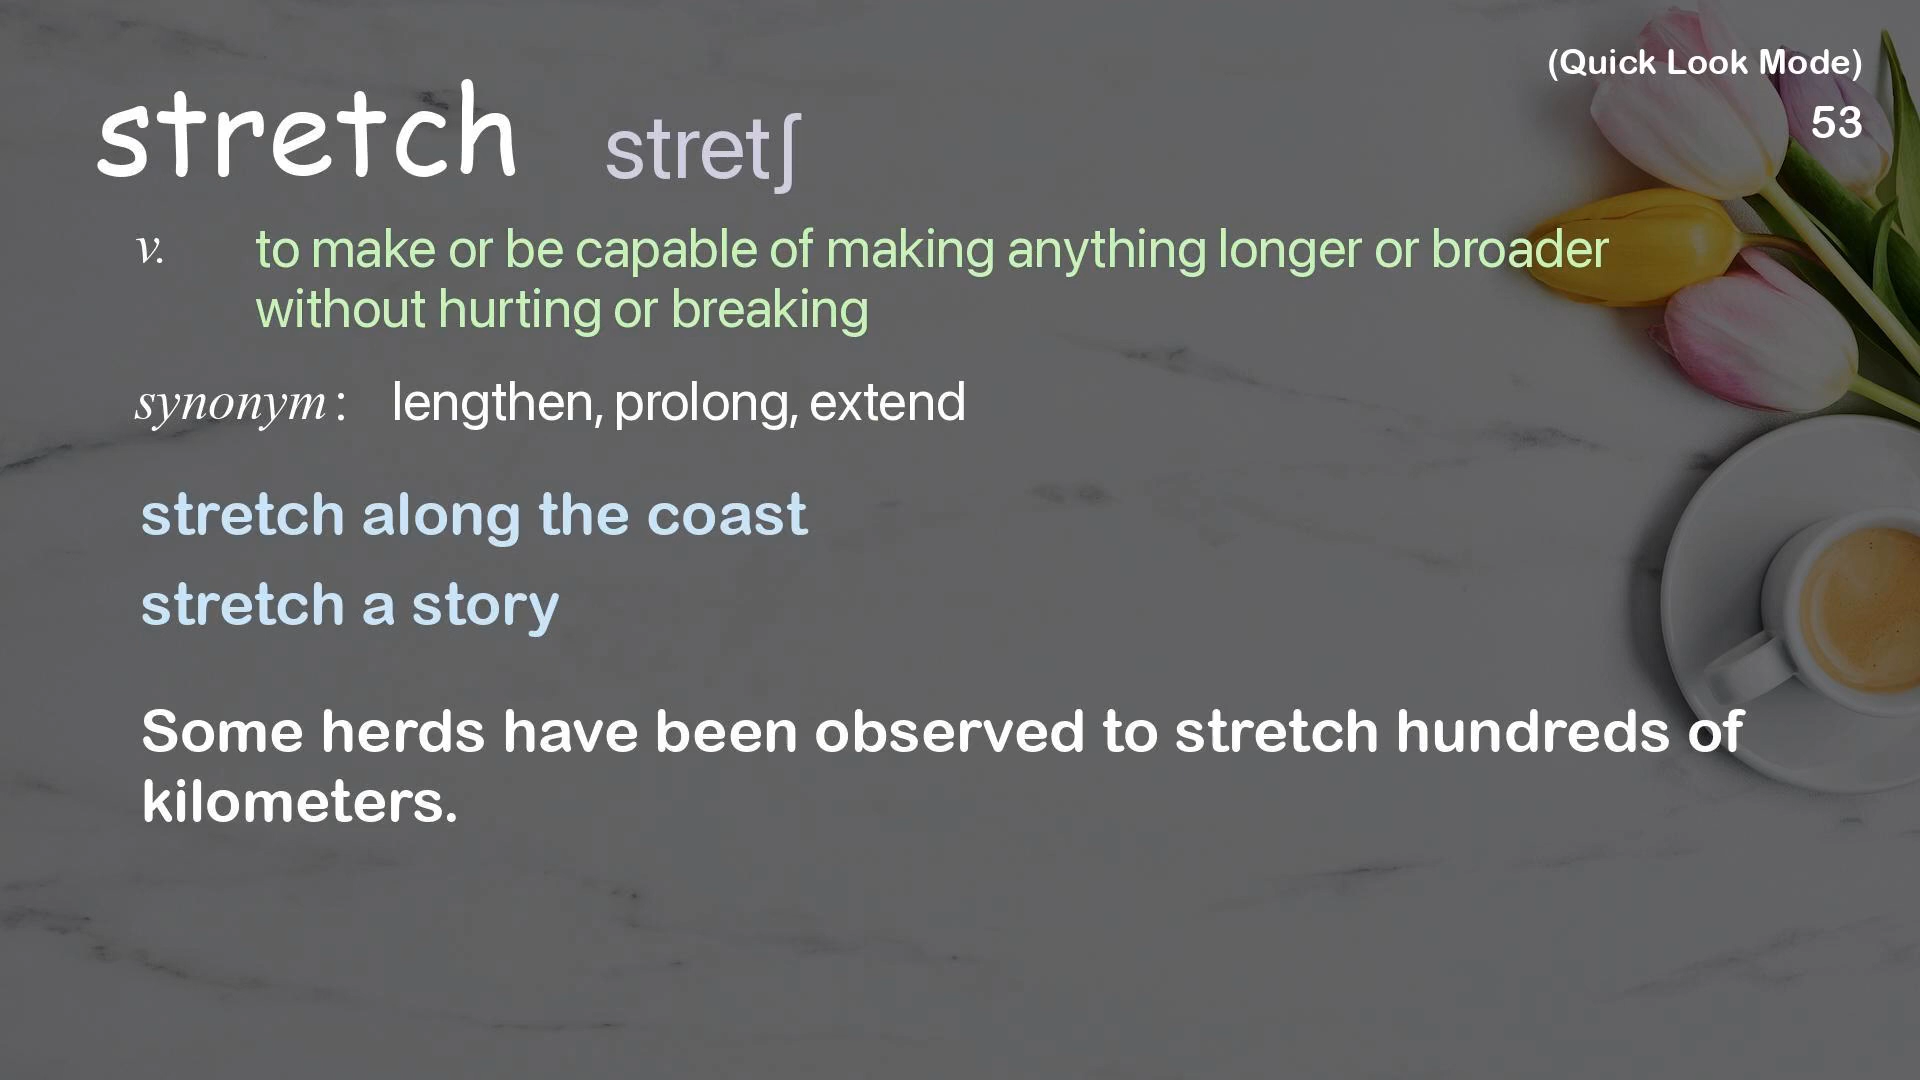 (Quick Look Mode)
53
stretch stretʃ
v. to make or be capable of making anything longer or broader
without hurting or breaking
synonym: lengthen, prolong, extend
stretch along the coast
stretch a story
Some herds have been observed to stretch hundreds of
kilometers.